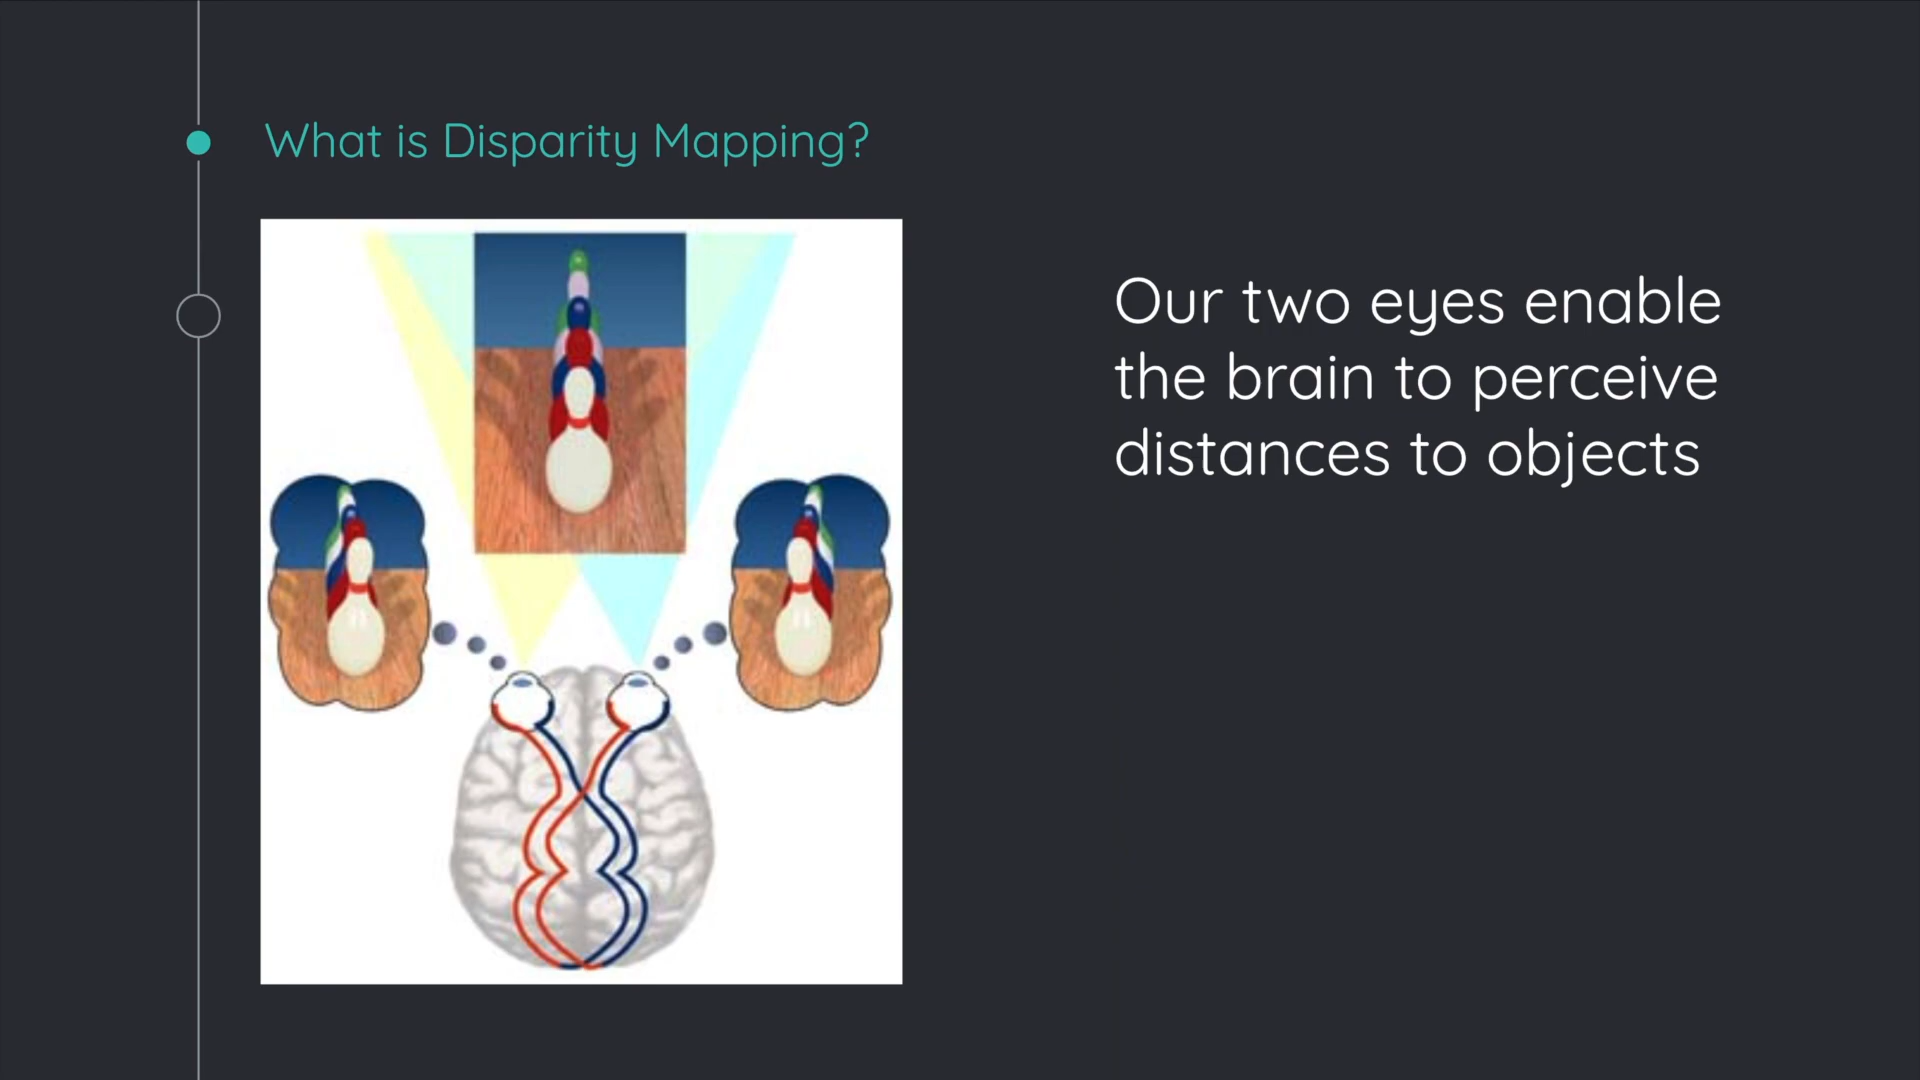 What is Disparity Mapping?
Our two eyes enable
the brain to perceive
distances to objects